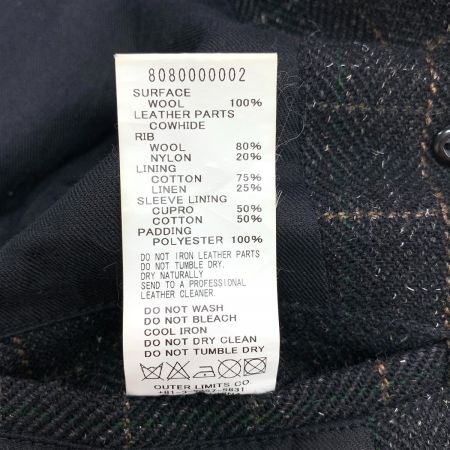 8080000002
SURFACE
WOOL 100%
LEATHER PARTS
COWHIDE
RIB
WOOL 80%
NYLON 20%
LINING
COTTON 75%
LINEN 25%
SLEEVE LINING
CUPRO 50%
COTTON 50%
PADDING
POLYESTER 100%
DO NOT IRON LEATHER PARTS
DO NOT TUMBLE DRY.
DRY NATURALLY
SEND TO A PROFESSIONAL
LEATHER CLEANER.
DO NOT WASH
DO NOT BLEACH
COOL IRON
DO NOT DRY CLEAN
DO NOT TUMBLE DRY
OUTER LIMITS CO